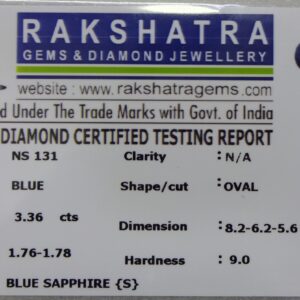 RAKSHATRA
GEMS & DIAMOND JEWELLERY
website : www.rakshatragems.com
d Under The Trade Marks with Govt. of India
DIAMOND CERTIFIED TESTING REPORT
NS 131 Clarity : N/A
BLUE Shape/cut : OVAL
3.36 cts Dimension : 8.2-6.2-5.6
1.76-1.78 Hardness : 9.0
BLUE SAPPHIRE {S}